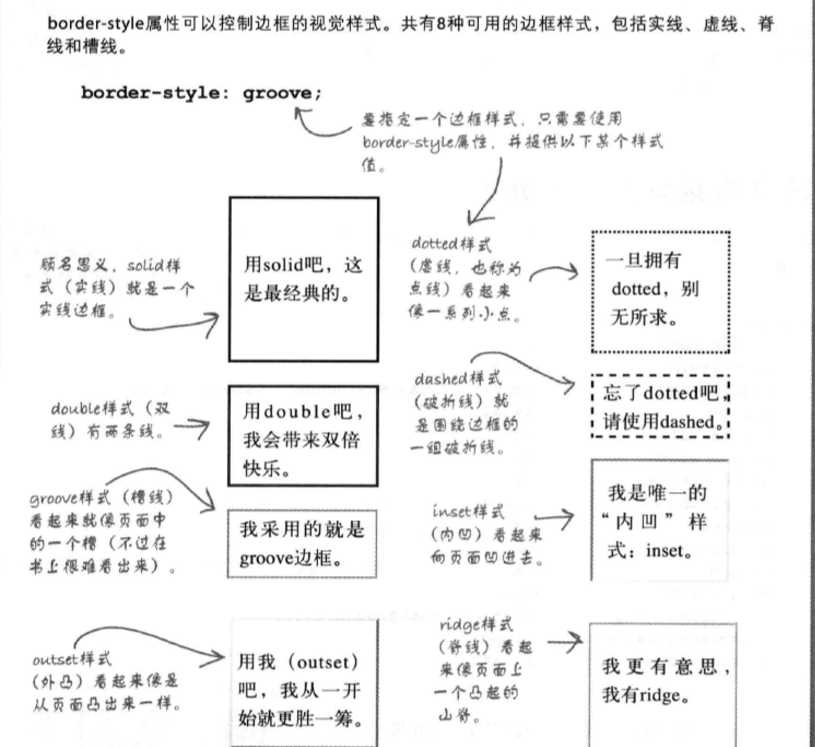 border-style属性可以控制边框的视觉样式。共有8种可用的边框样式，包括实线、虚线、脊
线和槽线。
border-style: groove;
要指定一个边框样式，只需要使用
border-style属性，并提供以下某个样式
值。
顾名思义，solid样
式（实线）就是一个
实线边框。
用solid吧，这
是最经典的。
dotted样式
（虚线，也称为
点线）看起来
像一系列小点。
一旦拥有
dotted，别
无所求。
double样式（双
线）有两条线。
用double吧，
我会带来双倍
快乐。
dashed样式
（破折线）就
是围绕边框的
一组破折线。
忘了dotted吧，
请使用dashed。
groove样式（槽线）
看起来就像页面中
的一个槽（不过在
书上很难看出来）。
我采用的就是
groove边框。
inset样式
（内凹）看起来
向页面凹进去。
我是唯一的
“内凹”样
式：inset。
outset样式
（外凸）看起来像是
从页面凸出来一样。
用我（outset）
吧，我从一开
始就更胜一筹。
ridge样式
（脊线）看起
来像页面上
一个凸起的
山脊。
我更有意思，
我有ridge。